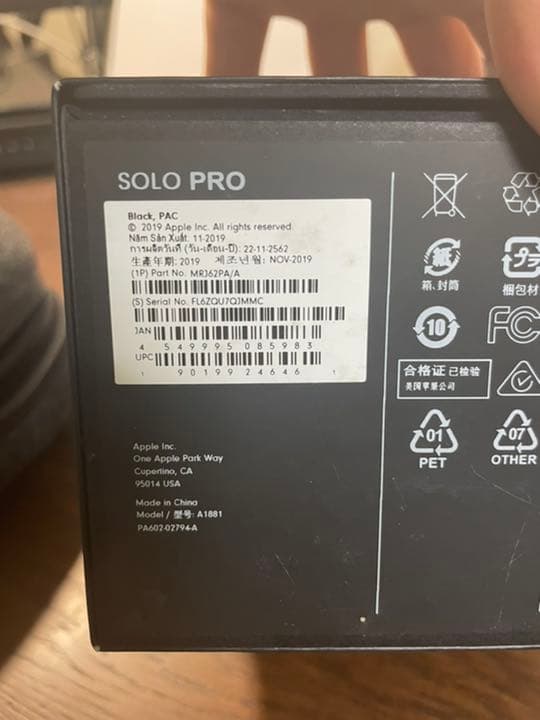 SOLO PRO
Black, PAC
© 2019 Apple Inc. All rights reserved
Năm Sản Xuất: 11-2019
การผลิตวันที่ (วัน-เดือน-ปี): 22-11-2562
生產年期: 2019 제조년월: NOV-2019
(1P) Part No. MRJ62PA/A
(S) Serial No. FL6ZQU7QJMMC
JAN
4 549995 085983
UPC
1 90199 24646 1
Apple Inc.
One Apple Park Way
Cupertino, CA
95014 USA
Made in China
Model / 型号: A1881
PA602-02794-A
紙
箱、封筒
プラ
梱包材
10
FC
合格证 已检验
美国苹果公司
01
PET
07
OTHER